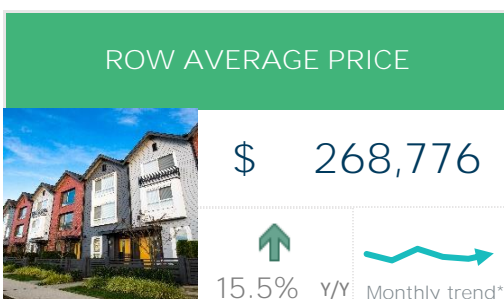 ROW AVERAGE PRICE
$ 268,776
15.5% Y/Y
Monthly trend*